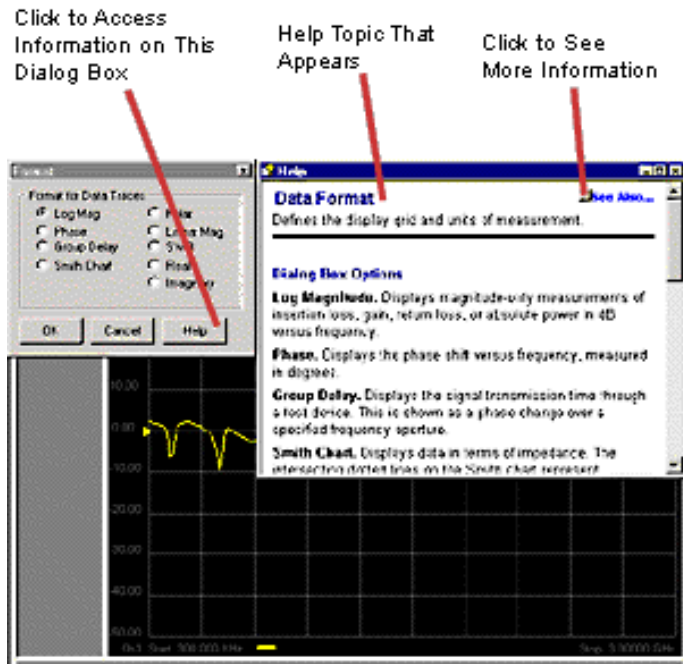 Click to Access
Information on This
Dialog Box
Help Topic That
Appears
Click to See
More Information
Format
Format for Data Traces
Log Mag
Phase
Group Delay
Smith Chart
Polar
Linear Mag
SWR
Real
Imaginary
OK
Cancel
Help
Help
Data Format
See Also...
Defines the display grid and units of measurement.
Dialog Box Options
Log Magnitude. Displays magnitude-only measurements of
insertion loss, gain, return loss, or absolute power in dB
versus frequency.
Phase. Displays the phase shift versus frequency, measured
in degrees.
Group Delay. Displays the signal transmission time through
a test device. This is shown as a phase change over a
specified frequency aperture.
Smith Chart. Displays data in terms of impedance. The
intersecting dotted lines on the Smith chart represent
10.00
0.00
-10.00
-20.00
-30.00
-40.00
-50.00
Start
Stop